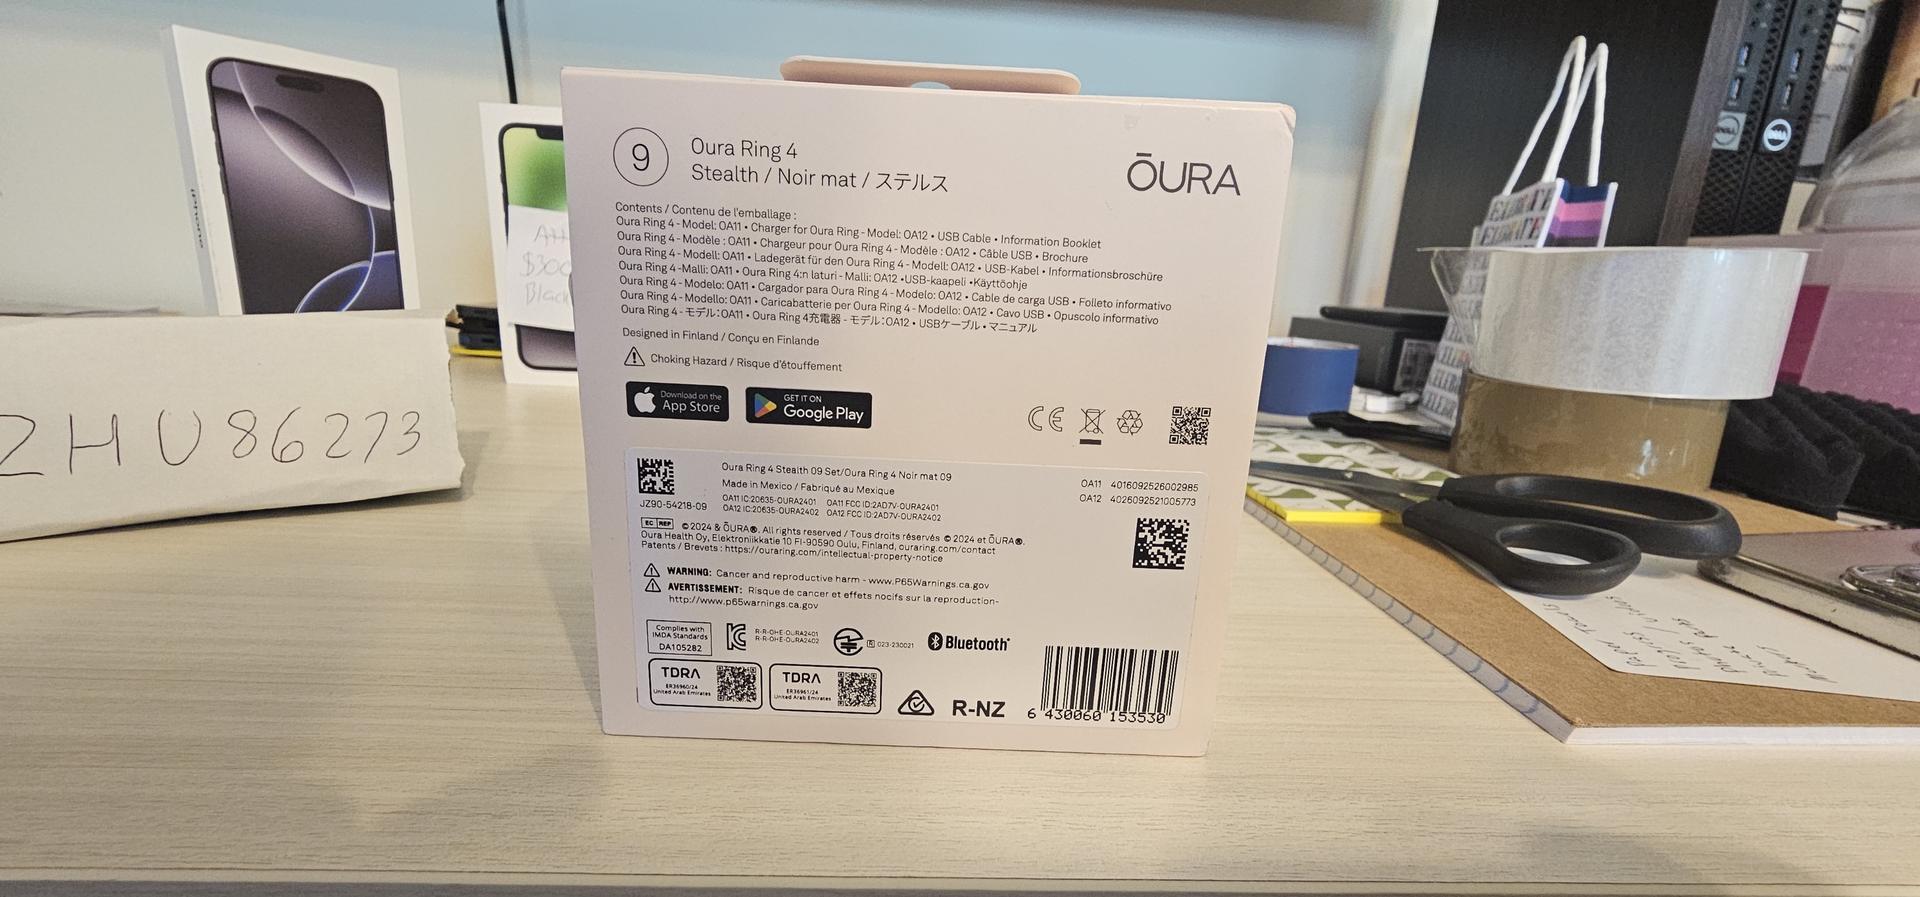 iPhone
ZHU86273
$300
Black
9
Oura Ring 4
Stealth / Noir mat / ステルス
ŌURA
Contents / Contenu de l'emballage :
Oura Ring 4 - Model: OA11 • Charger for Oura Ring - Model: OA12 • USB Cable • Information Booklet
Oura Ring 4 - Modèle : OA11 • Chargeur pour Oura Ring 4 - Modèle : OA12 • Câble USB • Brochure
Oura Ring 4 - Modell: OA11 • Ladegerät für den Oura Ring 4 - Modell: OA12 • USB-Kabel • Informationsbroschüre
Oura Ring 4 -Malli: OA11 • Oura Ring 4:n laturi - Malli: OA12 •USB-kaapeli •Käyttöohje
Oura Ring 4 - Modelo: OA11 • Cargador para Oura Ring 4 - Modelo: OA12 • Cable de carga USB • Folleto informativo
Oura Ring 4 - Modello: OA11 • Caricabatterie per Oura Ring 4 - Modello: OA12 • Cavo USB • Opuscolo informativo
Oura Ring 4 - モデル:OA11 • Oura Ring 4充電器 - モデル:OA12 • USBケーブル • マニュアル
Designed in Finland / Conçu en Finlande
Choking Hazard / Risque d'étouffement
Download on the
App Store
GET IT ON
Google Play
CE
Oura Ring 4 Stealth 09 Set/Oura Ring 4 Noir mat 09
Made in Mexico / Fabriqué au Mexique
OA11 IC:20635-OURA2401 OA11 FCC ID:2AD7V-OURA2401
OA12 IC:20635-OURA2402 OA12 FCC ID:2AD7V-OURA2402
JZ90-54218-09
OA11 4016092526002985
OA12 4026092521005773
EC REP ©2024 & ŌURA®. All rights reserved / Tous droits réservés © 2024 et ŌURA®.
Oura Health Oy, Elektroniikkatie 10 FI-90590 Oulu, Finland, ouraring.com/contact
Patents / Brevets : https://ouraring.com/intellectual-property-notice
WARNING: Cancer and reproductive harm - www.P65Warnings.ca.gov
AVERTISSEMENT: Risque de cancer et effets nocifs sur la reproduction-
http://www.p65warnings.ca.gov
Complies with
IMDA Standards
DA105282
R-R-OHE-OURA2401
R-R-OHE-OURA2402
R 023-230021
Bluetooth®
TDRA
ER36960/24
United Arab Emirates
TDRA
ER36961/24
United Arab Emirates
R-NZ
6 430060 153530
DELL
DELL
CELEBRATE